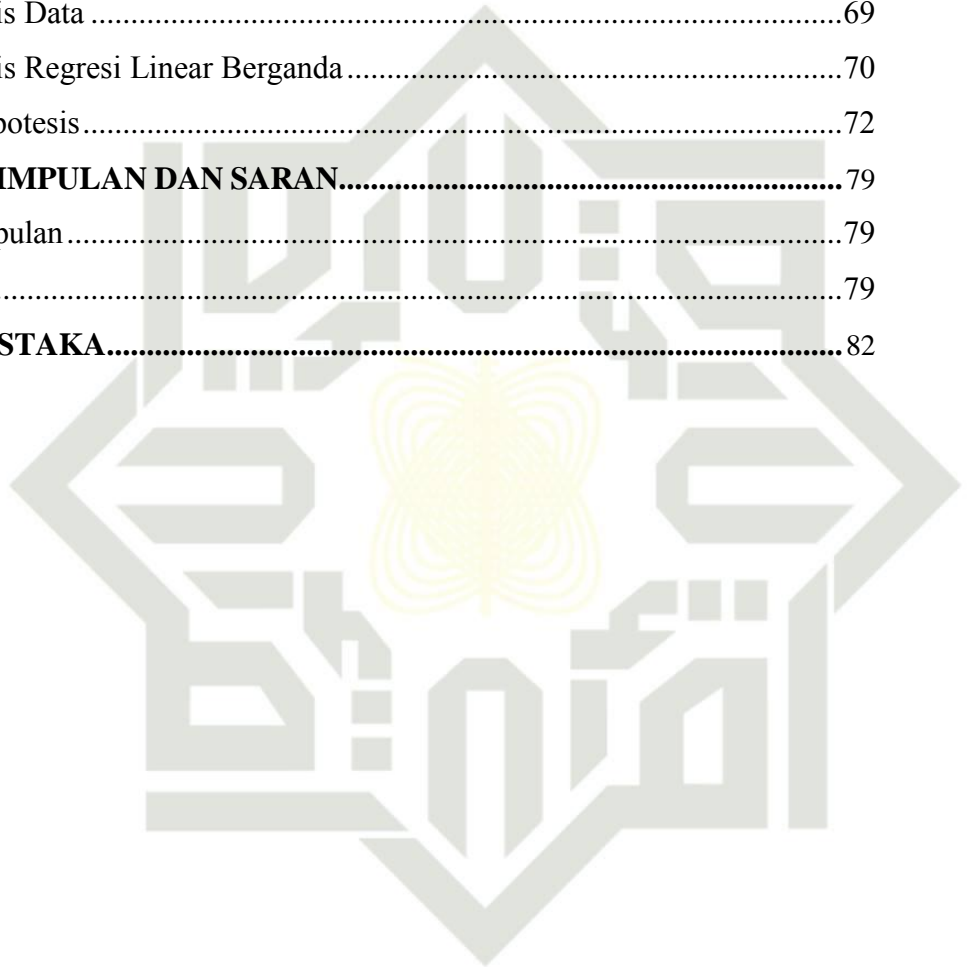 is Data ........................................................................................................69
is Regresi Linear Berganda.....................................................................70
potesis.........................................................................................................72
IMPULAN DAN SARAN.....................................................................79
pulan...........................................................................................................79
....................................................................................................................79
STAKA.......................................................................................................82